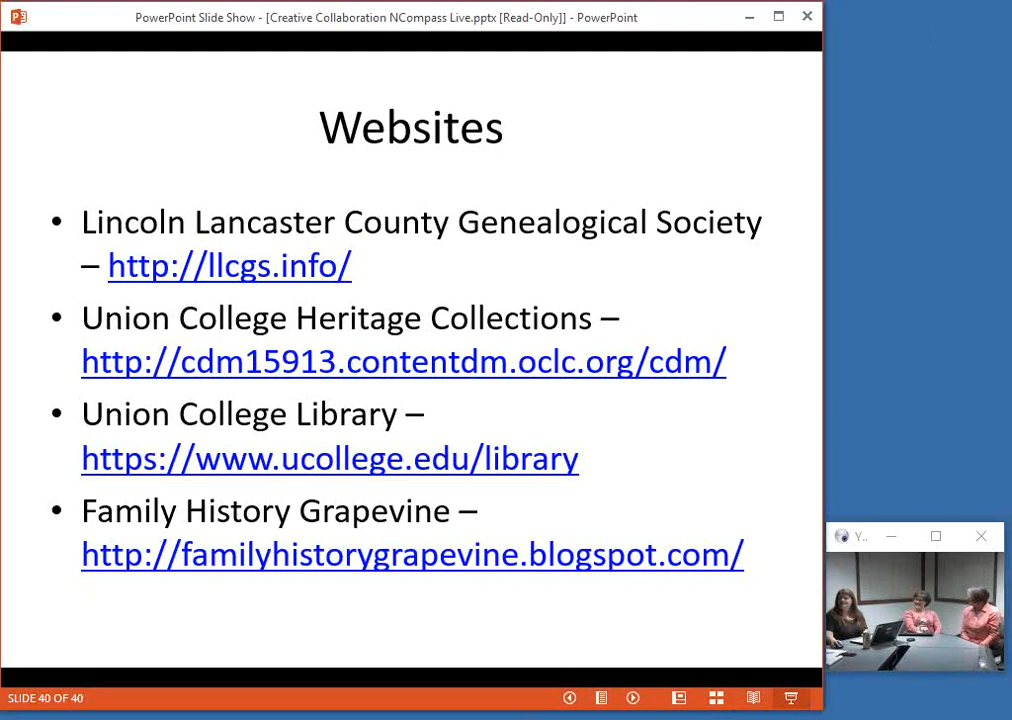 PowerPoint Slide Show - [Creative Collaboration NCompass Live.pptx [Read-Only]] - PowerPoint
Websites
• Lincoln Lancaster County Genealogical Society
– http://llcgs.info/
• Union College Heritage Collections –
http://cdm15913.contentdm.oclc.org/cdm/
• Union College Library –
https://www.ucollege.edu/library
• Family History Grapevine –
http://familyhistorygrapevine.blogspot.com/
Y..
SLIDE 40 OF 40